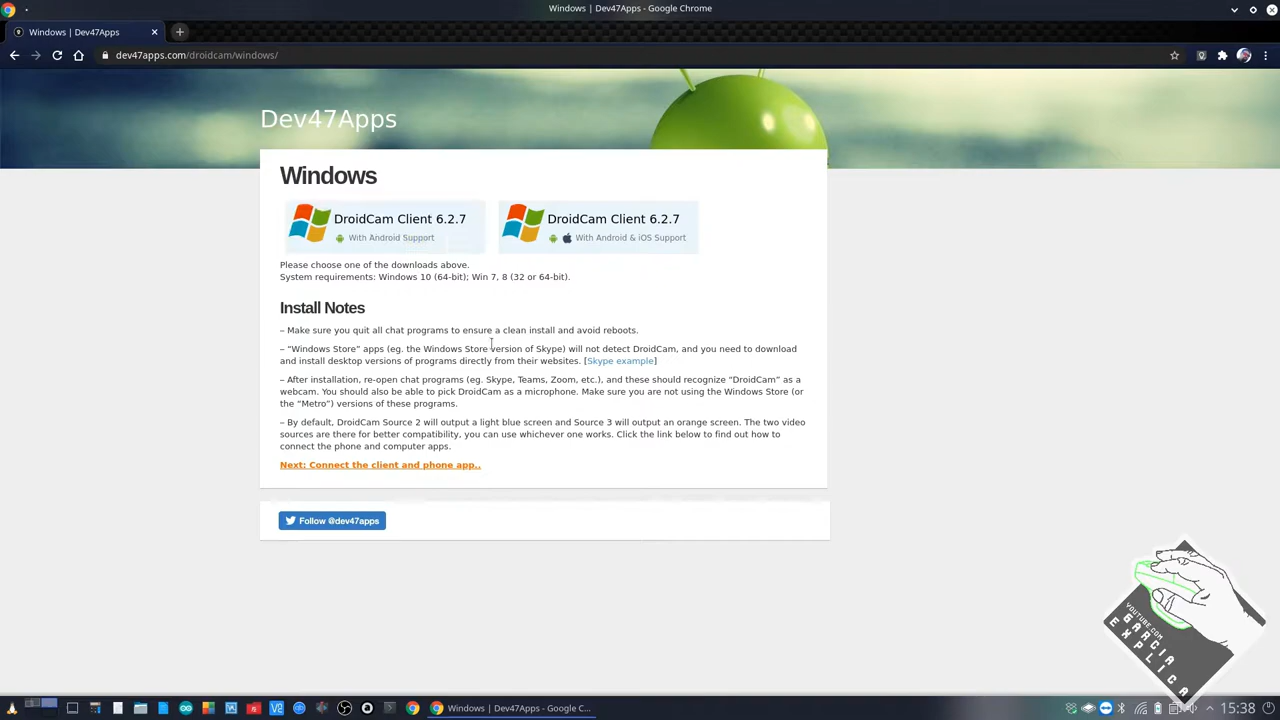 Windows | Dev47Apps - Google Chrome
Windows | Dev47Apps
dev47apps.com/droidcam/windows/
Dev47Apps
Windows
DroidCam Client 6.2.7
With Android Support
DroidCam Client 6.2.7
With Android & iOS Support
Please choose one of the downloads above.
System requirements: Windows 10 (64-bit); Win 7, 8 (32 or 64-bit).
Install Notes
– Make sure you quit all chat programs to ensure a clean install and avoid reboots.
– “Windows Store” apps (eg. the Windows Store version of Skype) will not detect DroidCam, and you need to download
and install desktop versions of programs directly from their websites. [Skype example]
– After installation, re-open chat programs (eg. Skype, Teams, Zoom, etc.), and these should recognize “DroidCam” as a
webcam. You should also be able to pick DroidCam as a microphone. Make sure you are not using the Windows Store (or
the “Metro”) versions of these programs.
– By default, DroidCam Source 2 will output a light blue screen and Source 3 will output an orange screen. The two video
sources are there for better compatibility, you can use whichever one works. Click the link below to find out how to
connect the phone and computer apps.
Next: Connect the client and phone app..
Follow @dev47apps
YOUTUBE.COM
GARCIA
EXPLICA
Windows | Dev47Apps - Google C...
15:38